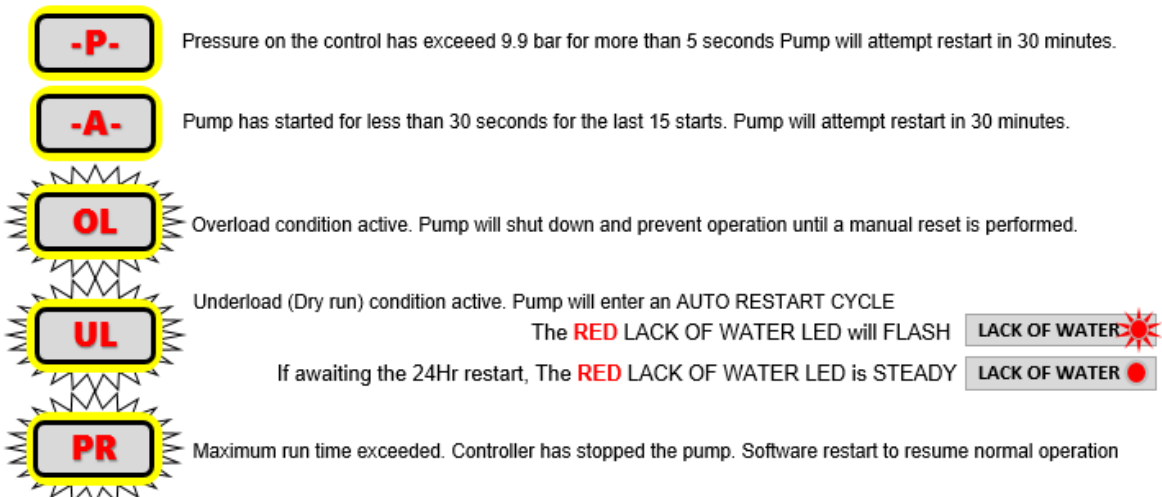 -P-
Pressure on the control has exceeed 9.9 bar for more than 5 seconds Pump will attempt restart in 30 minutes.
-A-
Pump has started for less than 30 seconds for the last 15 starts. Pump will attempt restart in 30 minutes.
OL
Overload condition active. Pump will shut down and prevent operation until a manual reset is performed.
UL
Underload (Dry run) condition active. Pump will enter an AUTO RESTART CYCLE
The RED LACK OF WATER LED will FLASH
LACK OF WATER
If awaiting the 24Hr restart, The RED LACK OF WATER LED is STEADY
LACK OF WATER
PR
Maximum run time exceeded. Controller has stopped the pump. Software restart to resume normal operation